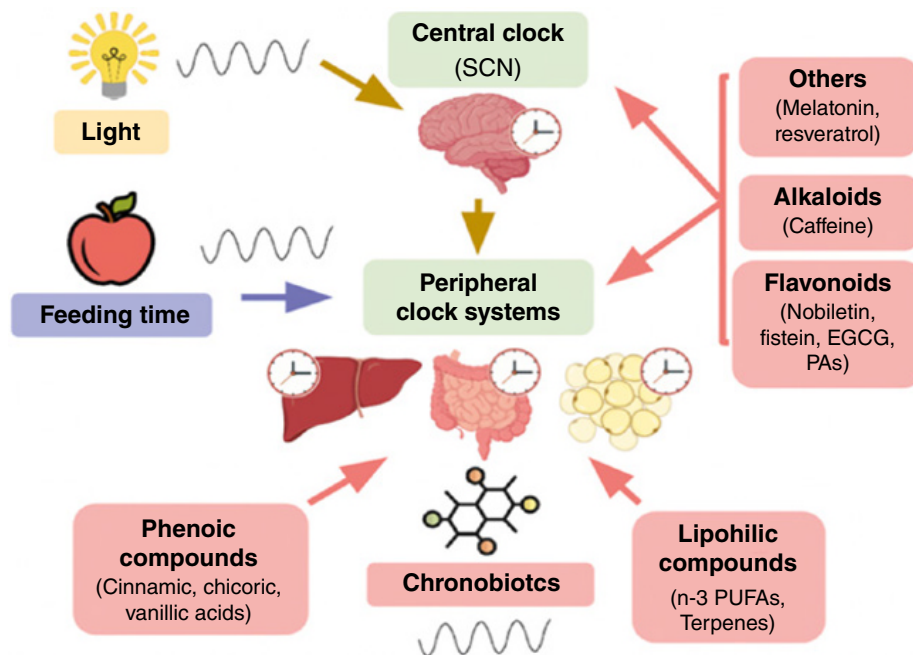 Central clock
(SCN)
Light
Others
(Melatonin,
resveratrol)
Alkaloids
(Caffeine)
Flavonoids
(Nobiletin,
fistein, EGCG,
PAs)
Feeding time
Peripheral
clock systems
Phenoic
compounds
(Cinnamic, chicoric,
vanillic acids)
Chronobiotcs
Lipohilic
compounds
(n-3 PUFAs,
Terpenes)